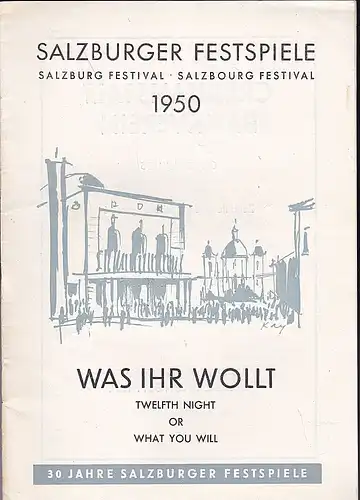 SALZBURGER FESTSPIELE
SALZBURG FESTIVAL · SALZBOURG FESTIVAL
1950
Kay
WAS IHR WOLLT
TWELFTH NIGHT
OR
WHAT YOU WILL
30 JAHRE SALZBURGER FESTSPIELE